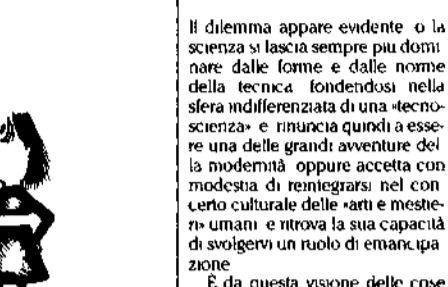 Il dilemma appare evidente o la
scienza si lascia sempre piu domi
nare dalle forme e dalle norme
della tecnica fondendosi nella
sfera indifferenziata di una «tecno-
scienza» e rinuncia quindi a esse-
re una delle grandi avventure del
la modernità oppure accetta con
modestia di reintegrarsi nel con
certo culturale delle «arti e mestie-
ri» umani e ritrova la sua capacità
di svolgervi un ruolo di emancipa
zione
È da questa visione delle cose